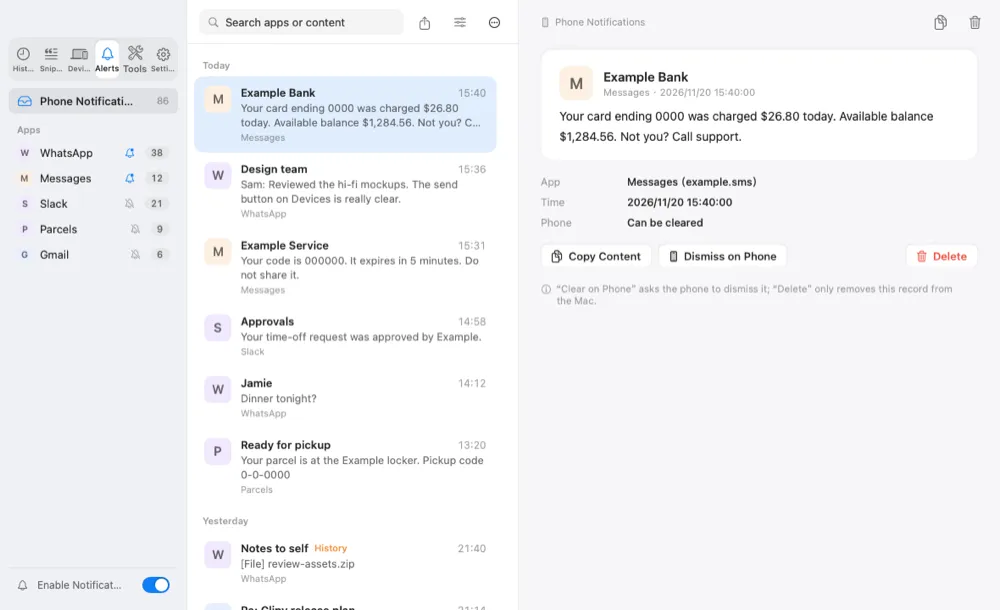 Hist...
Snip...
Devi...
Alerts
Tools
Setti...
Phone Notificati...
86
Apps
W
WhatsApp
38
M
Messages
12
S
Slack
21
P
Parcels
9
G
Gmail
6
Enable Notificat...
Search apps or content
Today
M
Example Bank
15:40
Your card ending 0000 was charged $26.80
today. Available balance $1,284.56. Not you? C...
Messages
W
Design team
15:36
Sam: Reviewed the hi-fi mockups. The send
button on Devices is really clear.
WhatsApp
M
Example Service
15:31
Your code is 000000. It expires in 5 minutes. Do
not share it.
Messages
S
Approvals
14:58
Your time-off request was approved by Example.
Slack
W
Jamie
14:12
Dinner tonight?
WhatsApp
P
Ready for pickup
13:20
Your parcel is at the Example locker. Pickup code
0-0-0000
Parcels
Yesterday
W
Notes to self History
21:40
[File] review-assets.zip
WhatsApp
Re: Clipy release plan
21:14
Phone Notifications
M
Example Bank
Messages · 2026/11/20 15:40:00
Your card ending 0000 was charged $26.80 today. Available balance
$1,284.56. Not you? Call support.
App
Messages (example.sms)
Time
2026/11/20 15:40:00
Phone
Can be cleared
Copy Content
Dismiss on Phone
Delete
“Clear on Phone” asks the phone to dismiss it; “Delete” only removes this record from
the Mac.